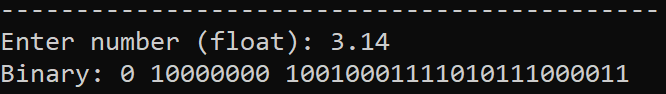 --------------------------------------------
Enter number (float): 3.14
Binary: 0 10000000 10010001111010111000011